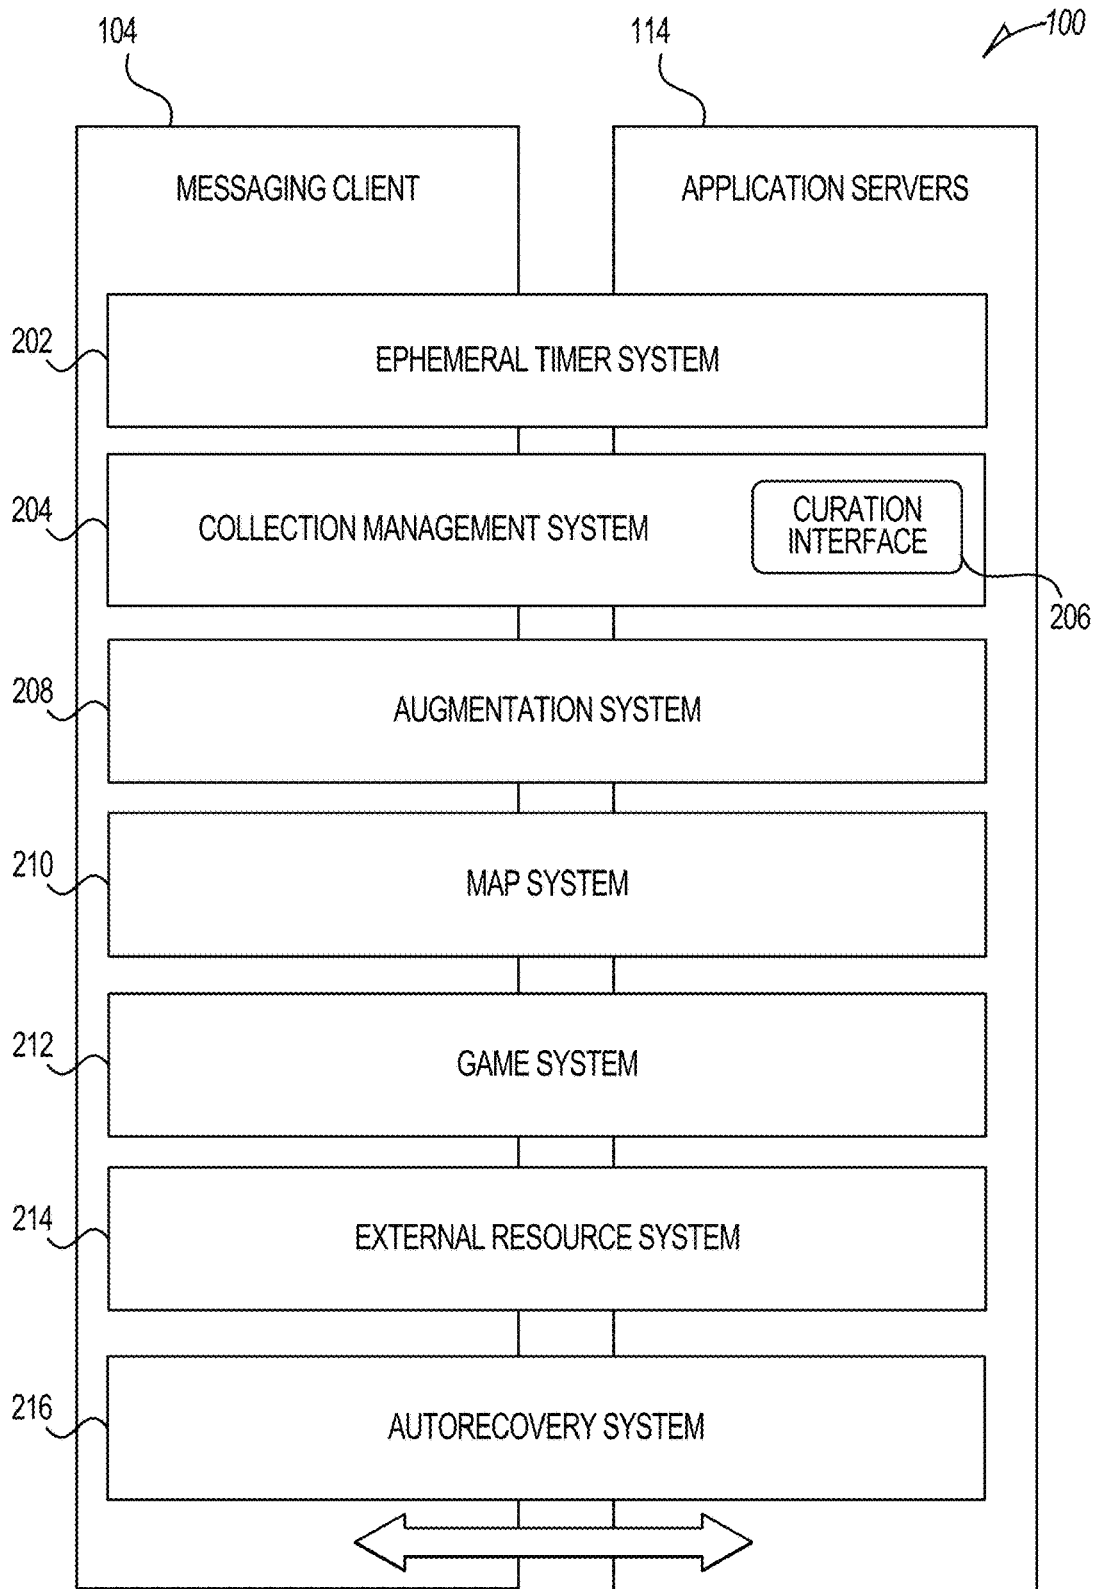 104
114
100
MESSAGING CLIENT
APPLICATION SERVERS
202
EPHEMERAL TIMER SYSTEM
204
COLLECTION MANAGEMENT SYSTEM
CURATION
INTERFACE
206
208
AUGMENTATION SYSTEM
210
MAP SYSTEM
212
GAME SYSTEM
214
EXTERNAL RESOURCE SYSTEM
216
AUTORECOVERY SYSTEM